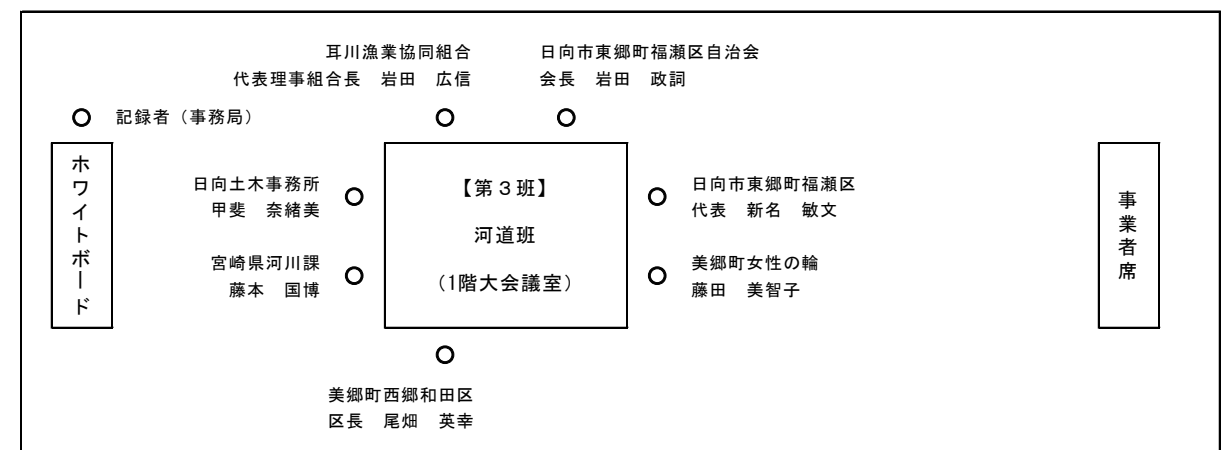 耳川漁業協同組合
代表理事組合長　岩田　広信
日向市東郷町福瀬区自治会
会長　岩田　政詞
記録者（事務局）
ホワイトボード
日向土木事務所
甲斐　奈緒美
宮崎県河川課
藤本　国博
【第３班】
河道班
（1階大会議室）
日向市東郷町福瀬区
代表　新名　敏文
美郷町女性の輪
藤田　美智子
事業者席
美郷町西郷和田区
区長　尾畑　英幸